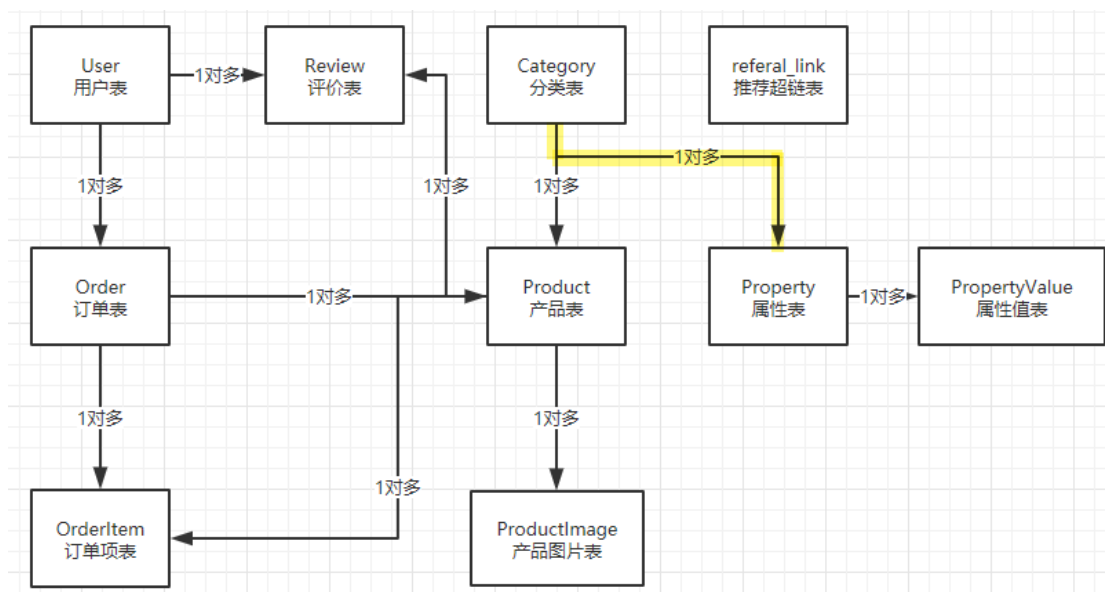 User
用户表
1对多
Review
评价表
Category
分类表
referal_link
推荐超链表
1对多
1对多
1对多
1对多
1对多
Order
订单表
1对多
Product
产品表
Property
属性表
1对多
PropertyValue
属性值表
1对多
1对多
1对多
OrderItem
订单项表
ProductImage
产品图片表